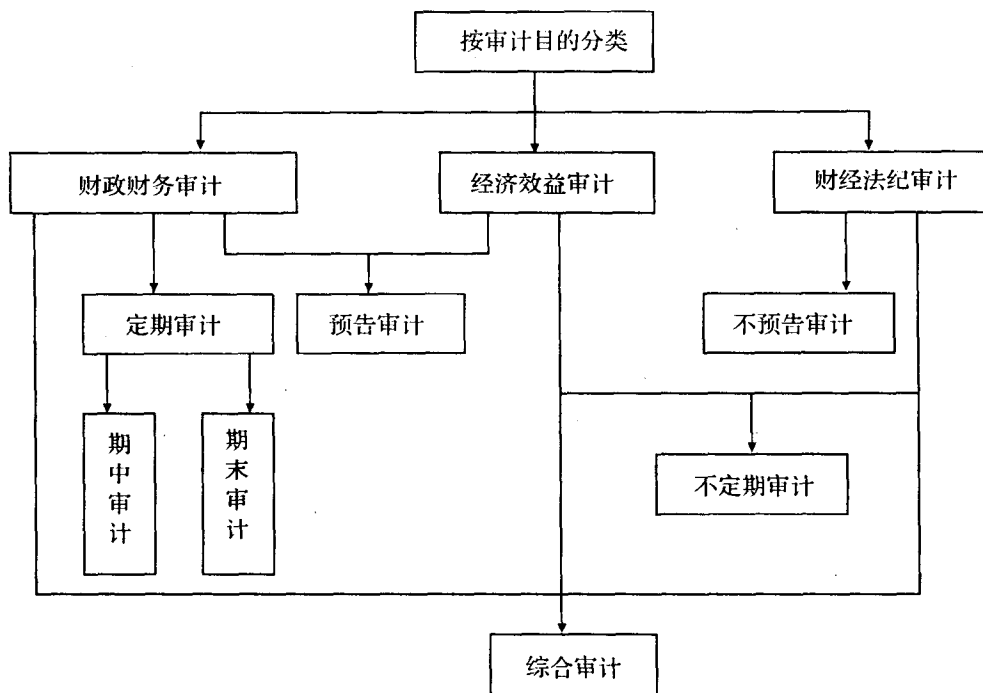 按审计目的分类
财政财务审计
经济效益审计
财经法纪审计
定期审计
预告审计
不预告审计
期中审计
期末审计
不定期审计
综合审计